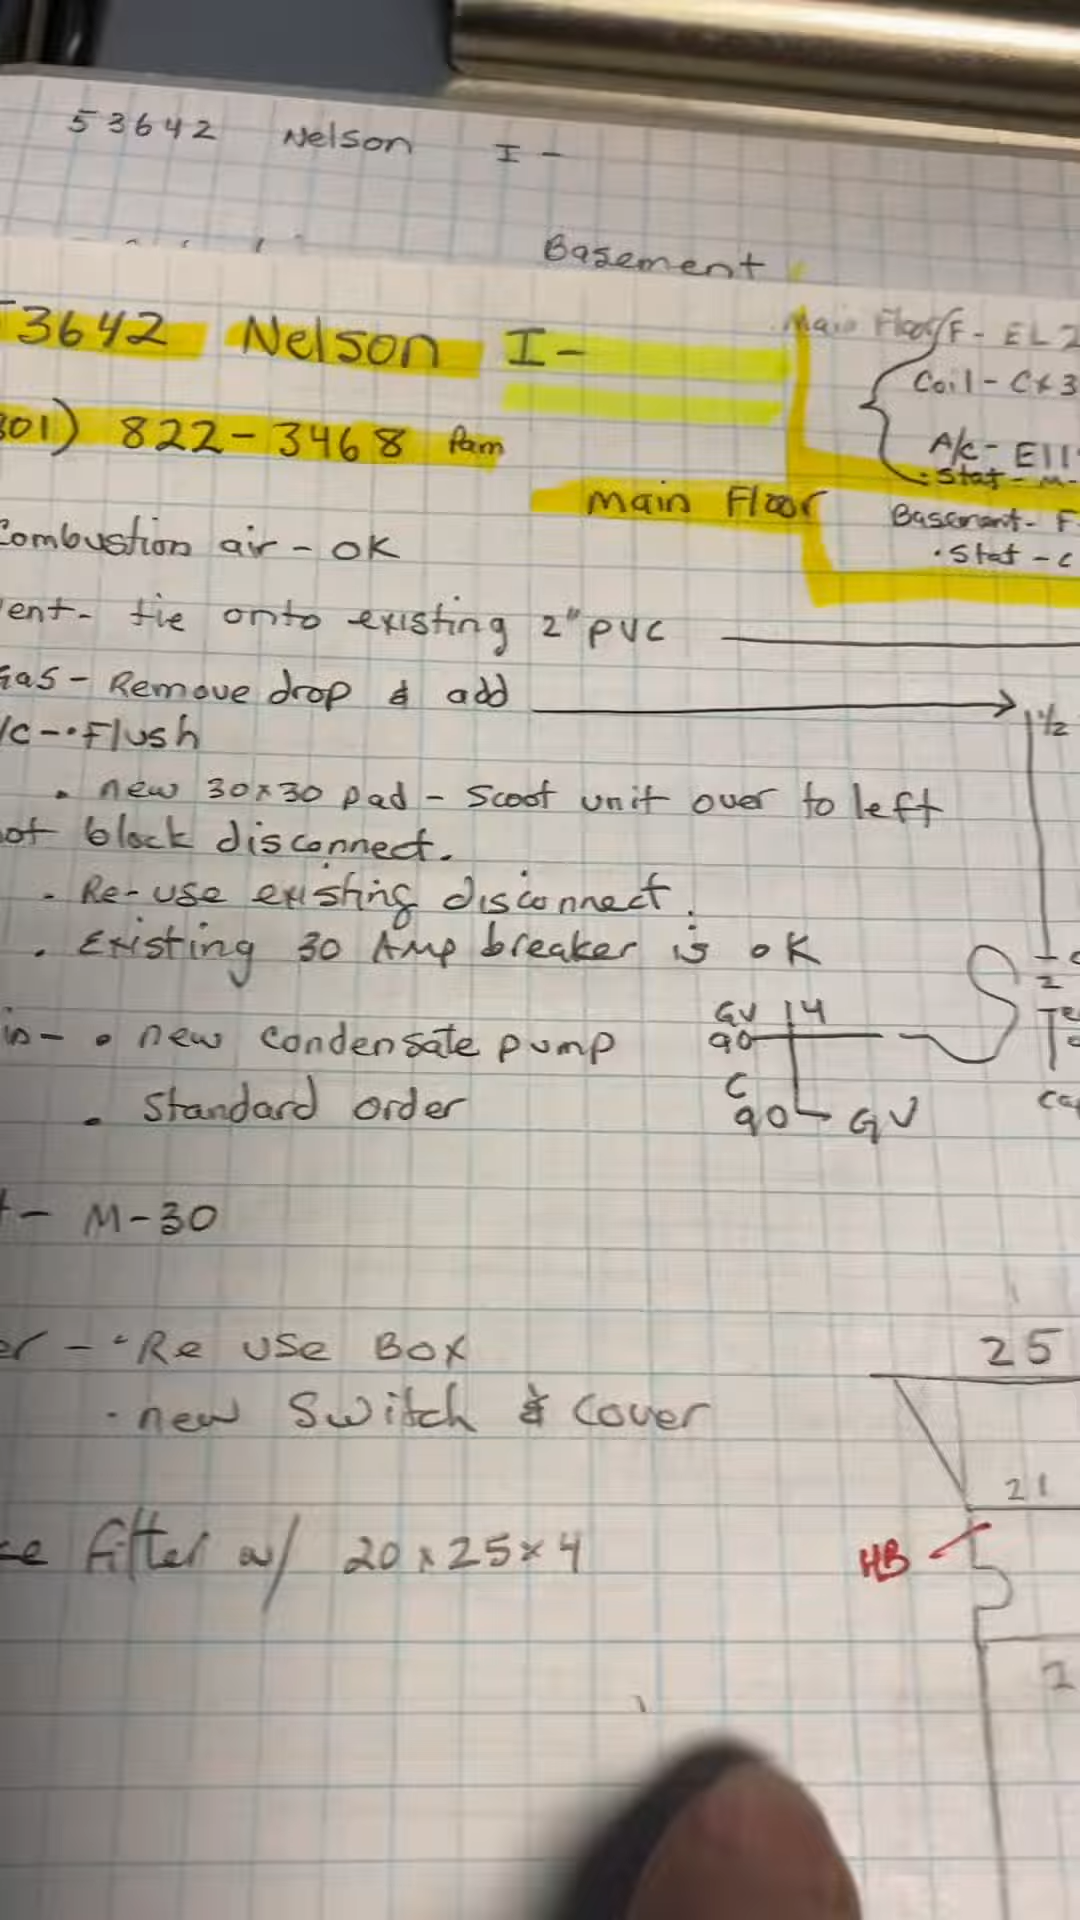 53642 Nelson I-
Basement
3642 Nelson I-
Main Floor/F - EL2
Coil - CX3
A/C - E11
• Stat - M-
301) 822-3468 Pam
Main Floor
Basement - F
• Stat - C
Combustion air - OK
ent - tie onto existing 2" PVC
Gas - Remove drop & add
1/2
/C - • Flush
• new 30x30 pad - Scoot unit over to left
ot block disconnect.
- Re-use existing disconnect.
• Existing 30 Amp breaker is OK
in - • new condensate pump
• Standard order
GV 14
90
C
90 GV
t - M-30
er - • Re use Box
• new Switch & Cover
25
21
HB
ce filter w/ 20x25x4